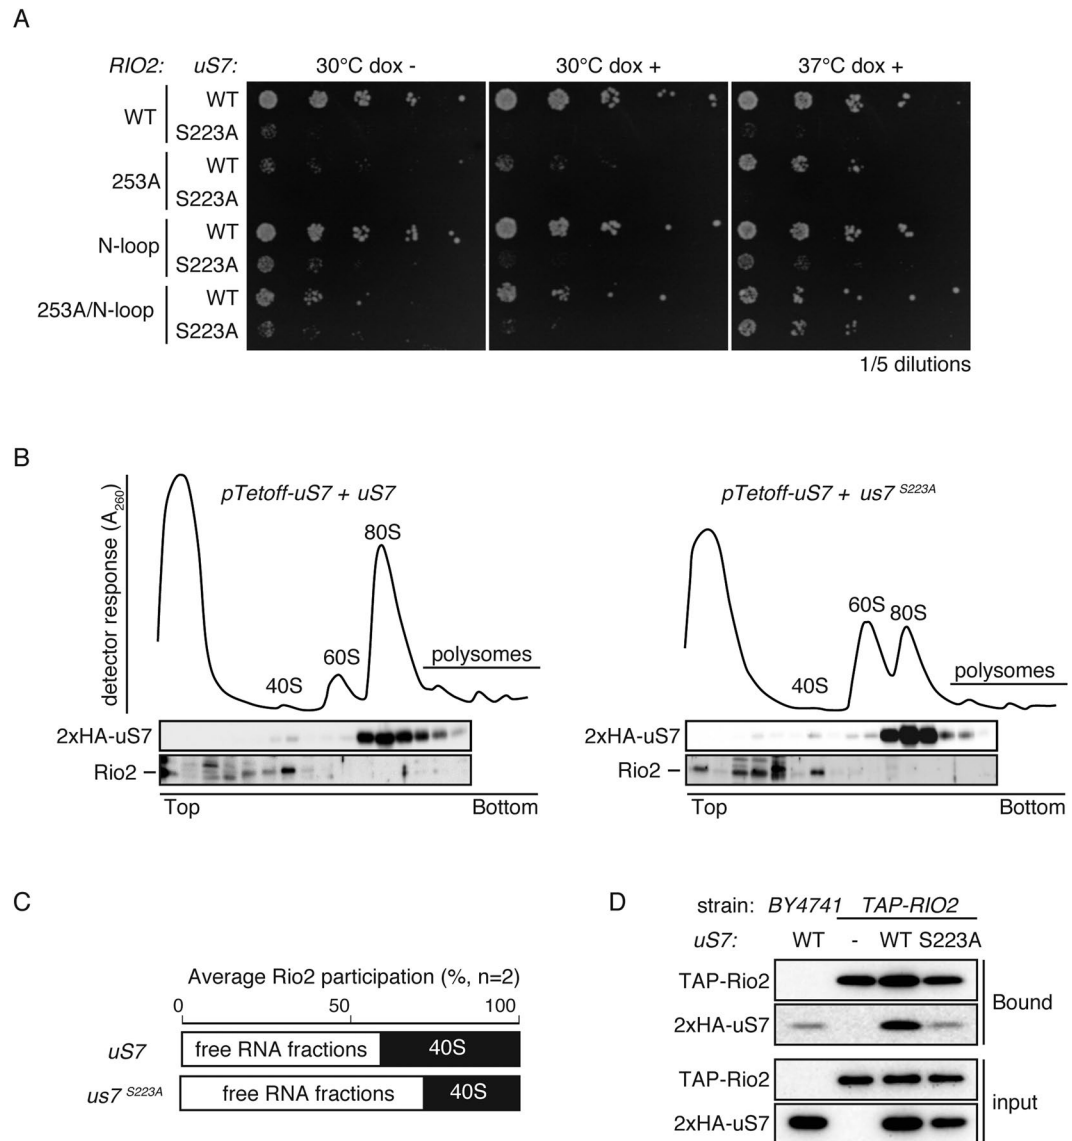 A
RIO2: uS7: 30°C dox - 30°C dox + 37°C dox +
WT WT
S223A
253A WT
S223A
N-loop WT
S223A
253A/N-loop WT
S223A
1/5 dilutions
B
detector response (A260)
pTetoff-uS7 + uS7
40S 60S 80S polysomes
2xHA-uS7
Rio2
Top Bottom
pTetoff-uS7 + us7 S223A
40S 60S 80S polysomes
2xHA-uS7
Rio2
Top Bottom
C
Average Rio2 participation (%, n=2)
0 50 100
uS7 free RNA fractions 40S
us7 S223A free RNA fractions 40S
D
strain: BY4741 TAP-RIO2
uS7: WT - WT S223A
TAP-Rio2
2xHA-uS7
Bound
TAP-Rio2
2xHA-uS7
input